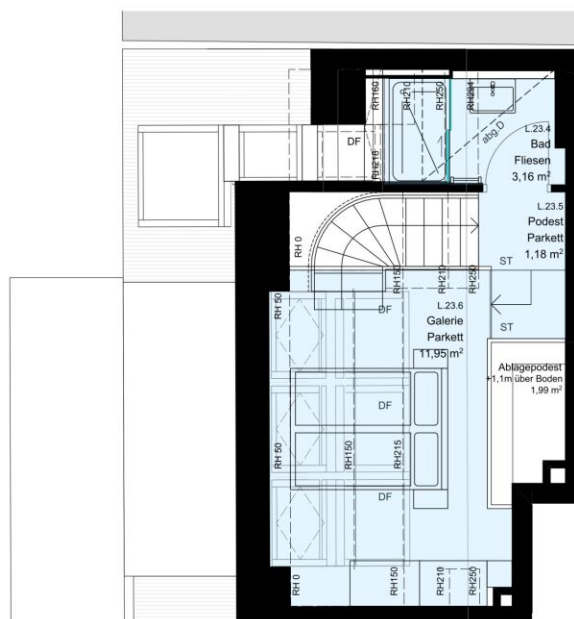 RH160
RH210
RH250
RH294
abg.D
L.23.4
Bad
Fliesen
3,16 m²
DF
RH218
L.23.5
Podest
Parkett
1,18 m²
RH 0
ST
RH150
RH210
RH250
L.23.6
Galerie
Parkett
11,95 m²
RH 50
DF
ST
Ablagepodest
+1,1m über Boden
1,99 m²
DF
RH 50
RH150
RH215
DF
RH 0
RH150
RH210
RH250